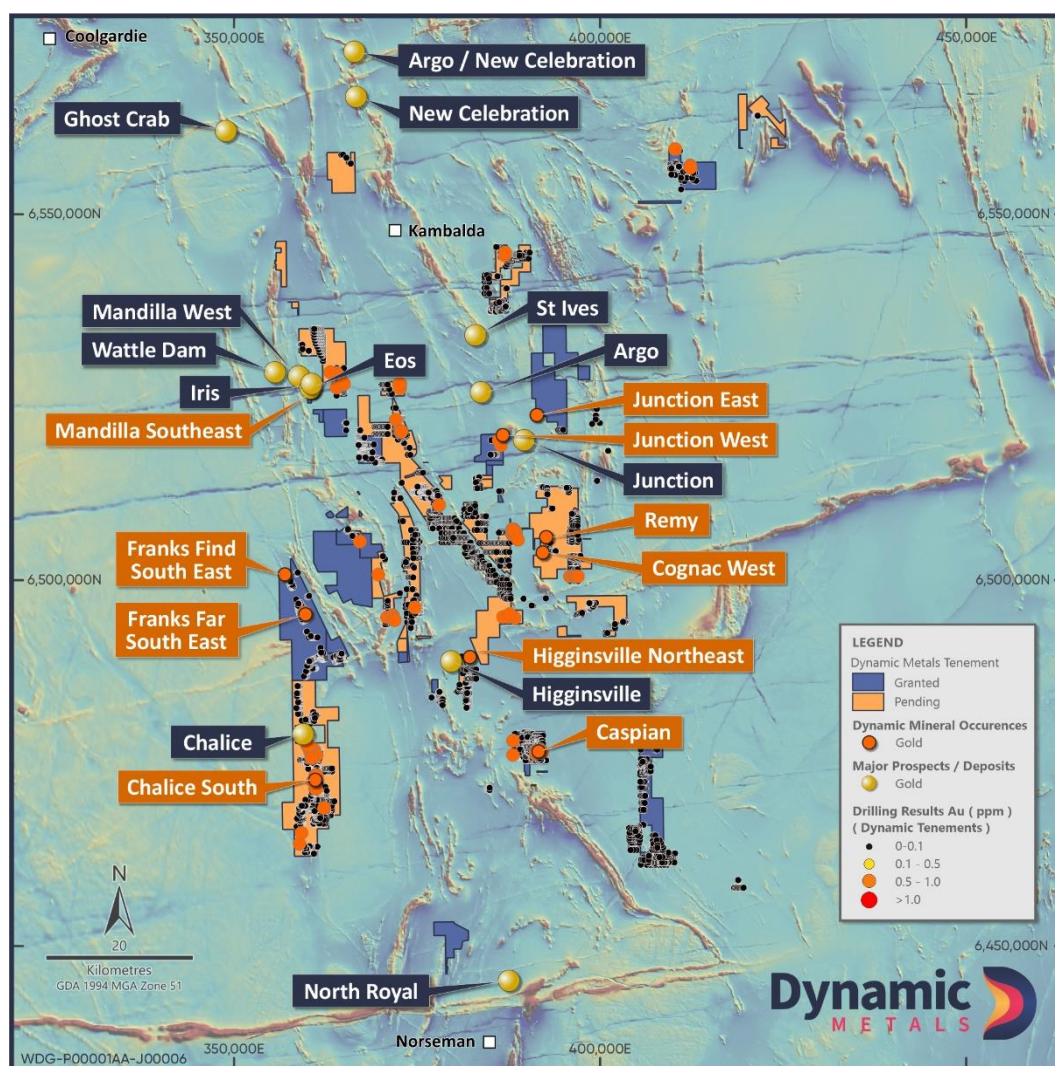 Coolgardie
350,000E
400,000E
450,000E
Argo / New Celebration
New Celebration
Ghost Crab
6,550,000N
6,550,000N
Kambalda
Mandilla West
St Ives
Wattle Dam
Eos
Argo
Iris
Junction East
Mandilla Southeast
Junction West
Junction
Remy
Franks Find
South East
Cognac West
6,500,000N
6,500,000N
Franks Far
South East
Higginsville Northeast
Higginsville
Chalice
Caspian
Chalice South
LEGEND
Dynamic Metals Tenement
Granted
Pending
Dynamic Mineral Occurences
Gold
Major Prospects / Deposits
Gold
Drilling Results Au ( ppm )
( Dynamic Tenements )
0-0.1
0.1 - 0.5
0.5 - 1.0
>1.0
N
20
Kilometres
GDA 1994 MGA Zone 51
6,450,000N
North Royal
Dynamic
METALS
Norseman
WDG-P00001AA-J00006
350,000E
400,000E